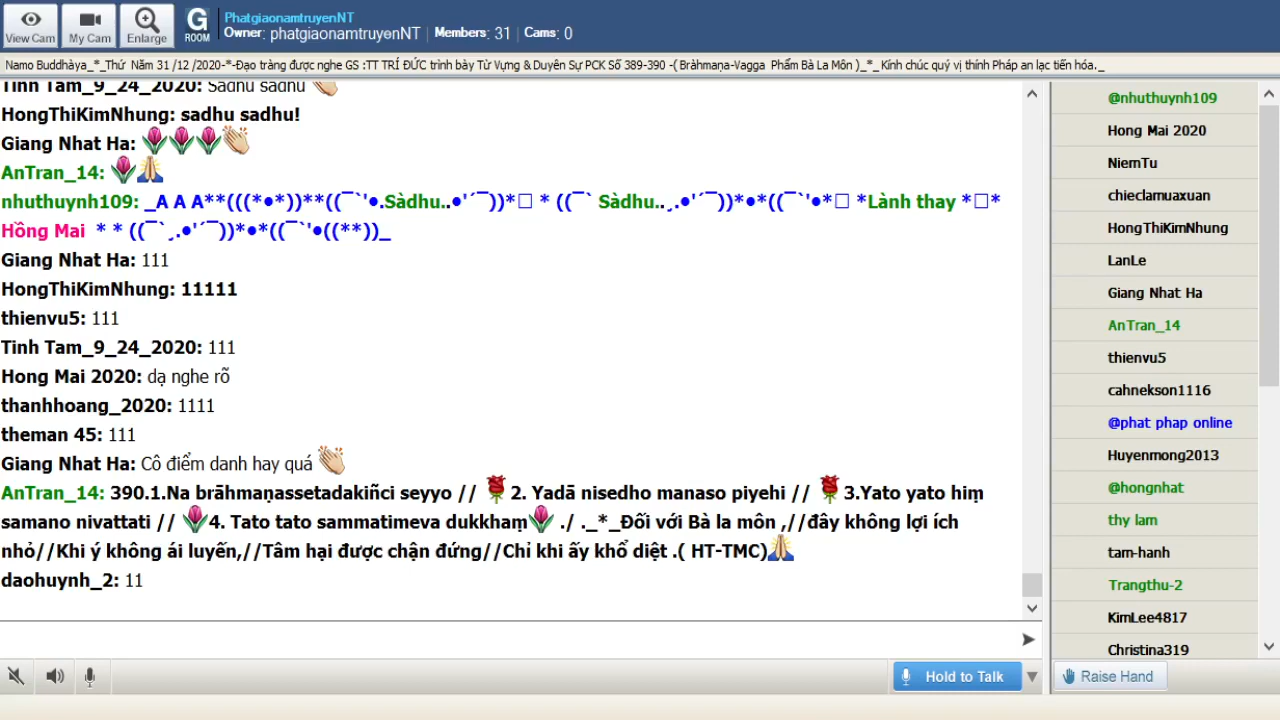 View Cam
My Cam
Enlarge
G
ROOM
PhatgiaonamtruyenNT
Owner: phatgiaonamtruyenNT | Members: 31 | Cams: 0
Namo Buddhàya_*_Thứ Năm 31 /12 /2020-*-Đạo tràng được nghe GS :TT TRÍ ĐỨC trình bày Từ Vựng & Duyên Sự PCK Số 389-390 -( Bràhmaṇa-Vagga Phẩm Bà La Môn )_*_ Kính chúc quý vị thính Pháp an lạc tiến hóa._
Tinh Tam_9_24_2020: Sadhu sadhu 👏
HongThiKimNhung: sadhu sadhu!
Giang Nhat Ha: 🌷🌷🌷👏
AnTran_14: 🌷🙏
nhuthuynh109: _A A A**(((*●*))**((¯`'●.Sàdhu..●'´¯))*□ * ((¯` Sàdhu..¸.●'´¯))*●*((¯`'●*□ *Lành thay *□*
Hồng Mai * * ((¯`¸.●'´¯))*●*((¯`'●((**))_
Giang Nhat Ha: 111
HongThiKimNhung: 11111
thienvu5: 111
Tinh Tam_9_24_2020: 111
Hong Mai 2020: dạ nghe rõ
thanhhoang_2020: 1111
theman 45: 111
Giang Nhat Ha: Cô điểm danh hay quá 👏
AnTran_14: 390.1.Na brāhmaṇassetadakiñci seyyo // 🌹2. Yadā nisedho manaso piyehi // 🌹3.Yato yato hiṃ
samano nivattati // 🌷4. Tato tato sammatimeva dukkhaṃ🌷 ./ ._*_Đối với Bà la môn ,//đây không lợi ích
nhỏ//Khi ý không ái luyến,//Tâm hại được chận đứng//Chỉ khi ấy khổ diệt .( HT-TMC)🙏
daohuynh_2: 11
@nhuthuynh109
Hong Mai 2020
NiemTu
chieclamuaxuan
HongThiKimNhung
LanLe
Giang Nhat Ha
AnTran_14
thienvu5
cahnekson1116
@phat phap online
Huyenmong2013
@hongnhat
thy lam
tam-hanh
Trangthu-2
KimLee4817
Christina319
Hold to Talk
Raise Hand